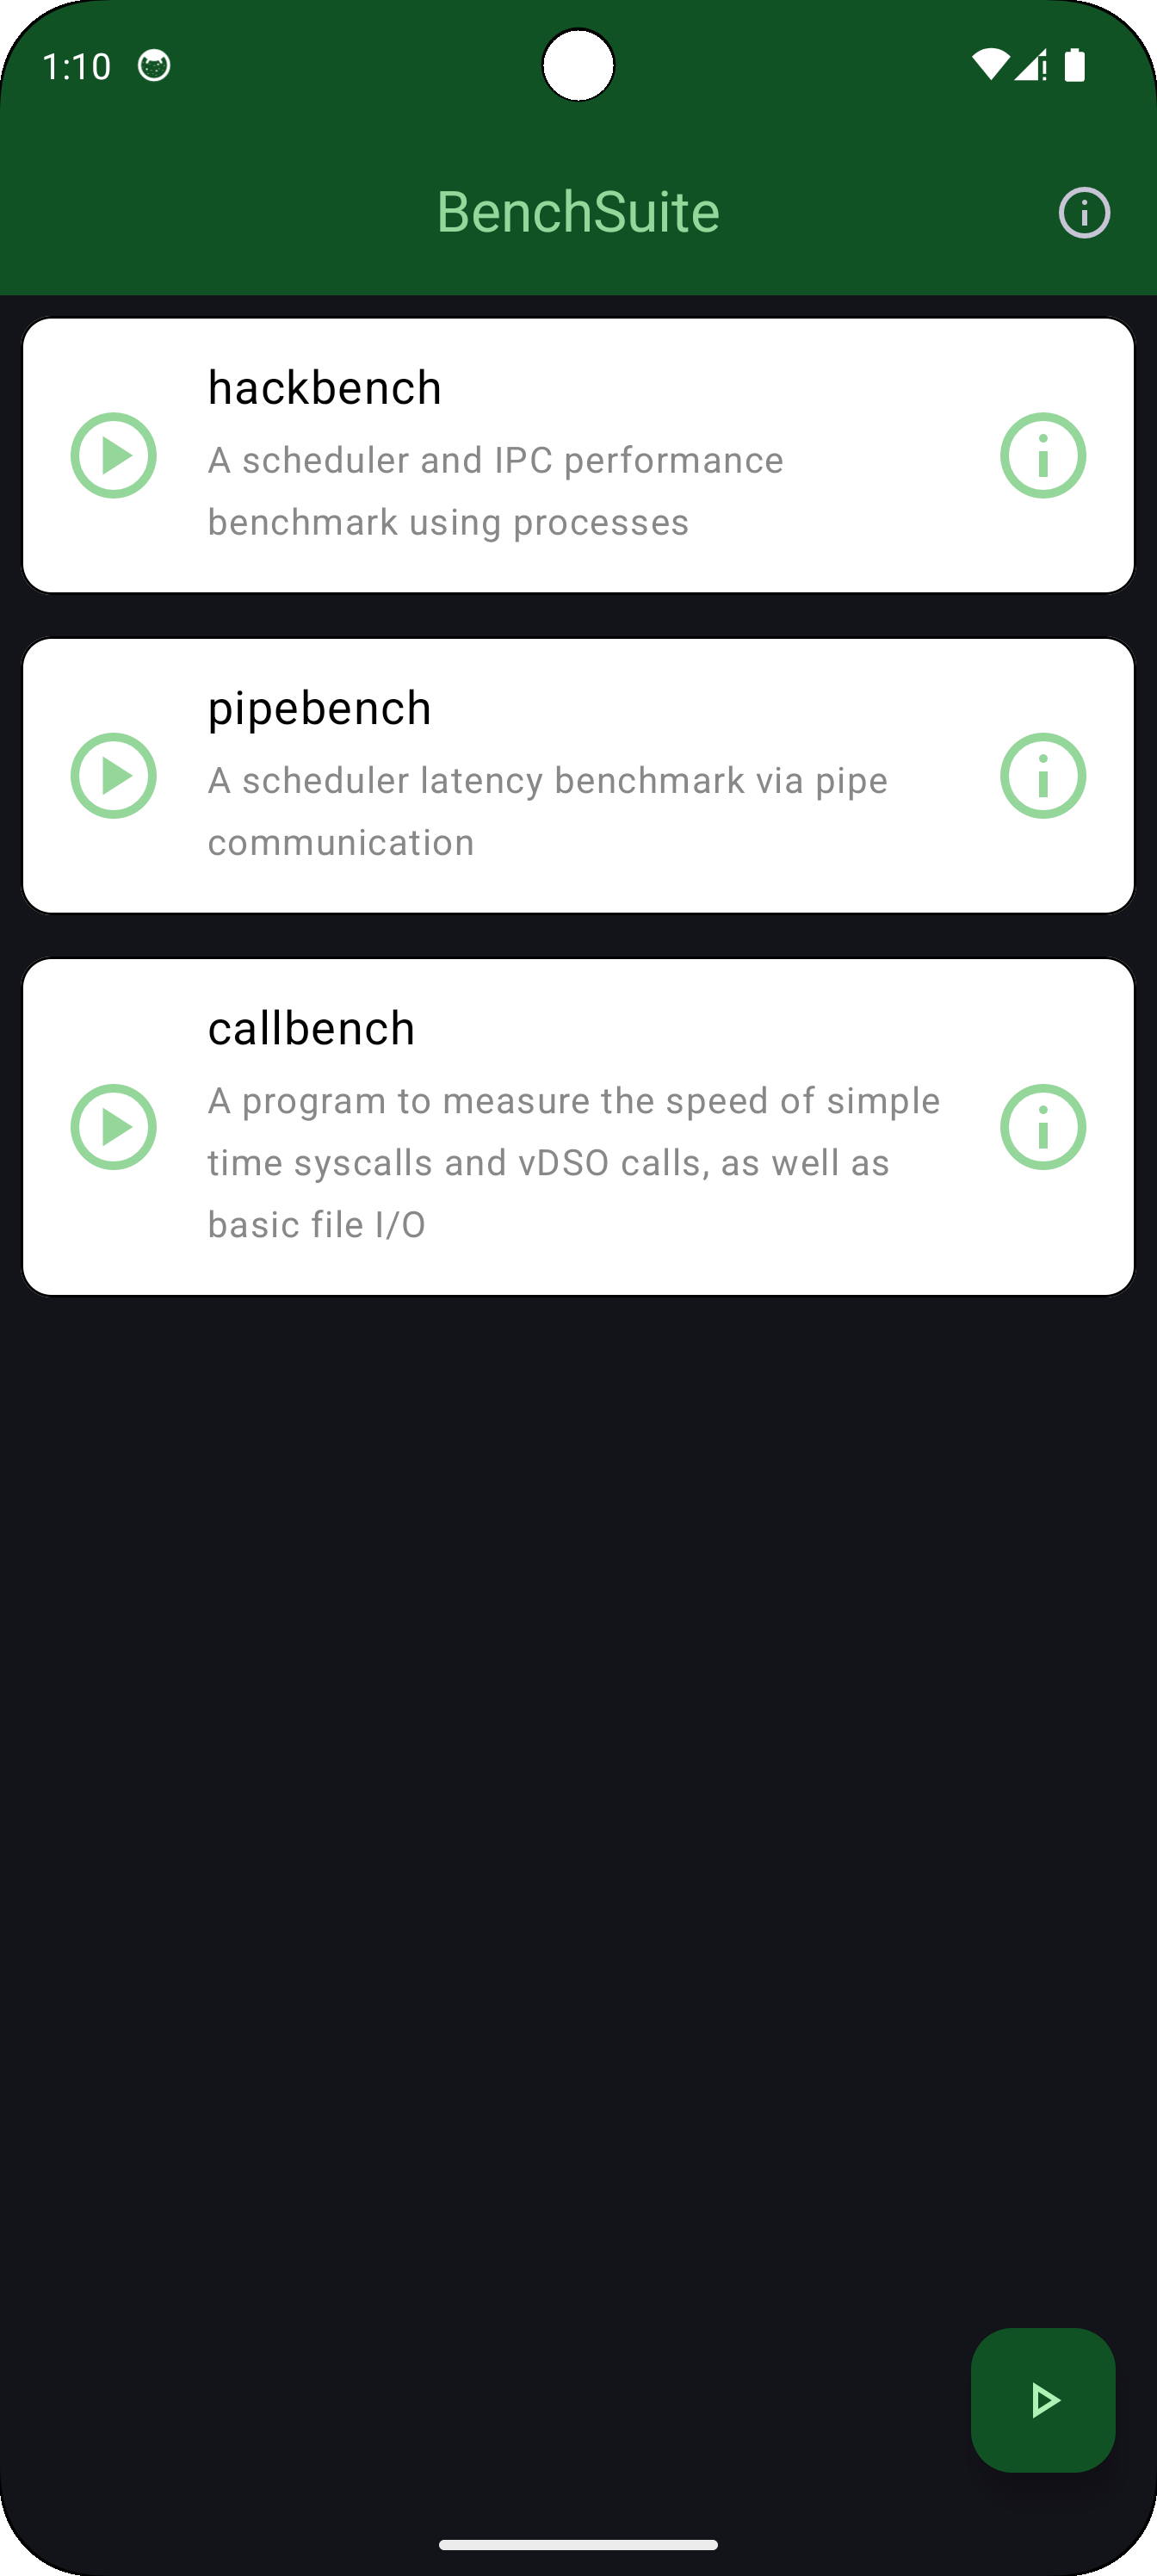 1:10
BenchSuite
hackbench
A scheduler and IPC performance
benchmark using processes
pipebench
A scheduler latency benchmark via pipe
communication
callbench
A program to measure the speed of simple
time syscalls and vDSO calls, as well as
basic file I/O